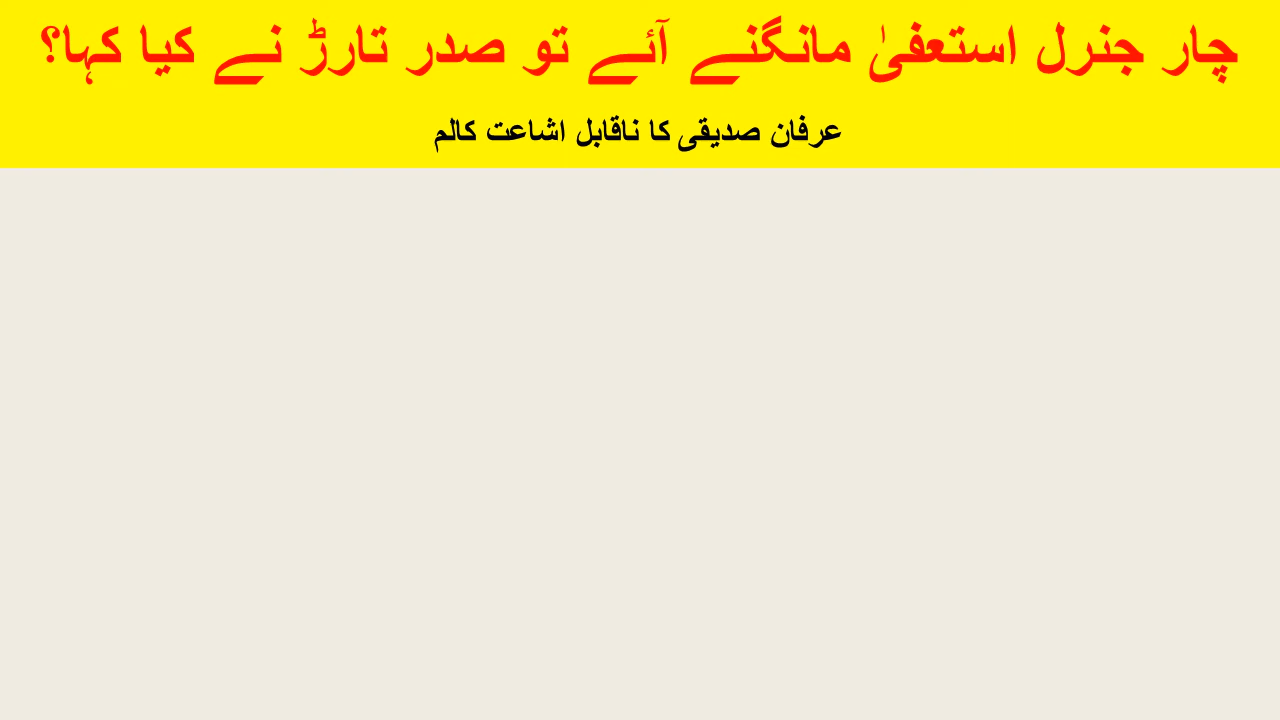 چار جنرل استعفیٰ مانگنے آئے تو صدر تارڑ نے کیا کہا؟
عرفان صدیقی کا ناقابل اشاعت کالم